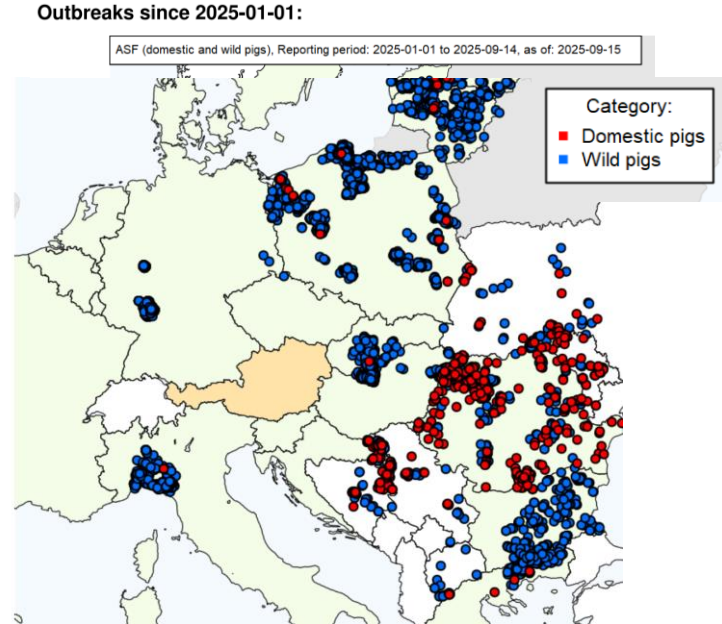 Outbreaks since 2025-01-01:
ASF (domestic and wild pigs), Reporting period: 2025-01-01 to 2025-09-14, as of: 2025-09-15
Category:
Domestic pigs
Wild pigs